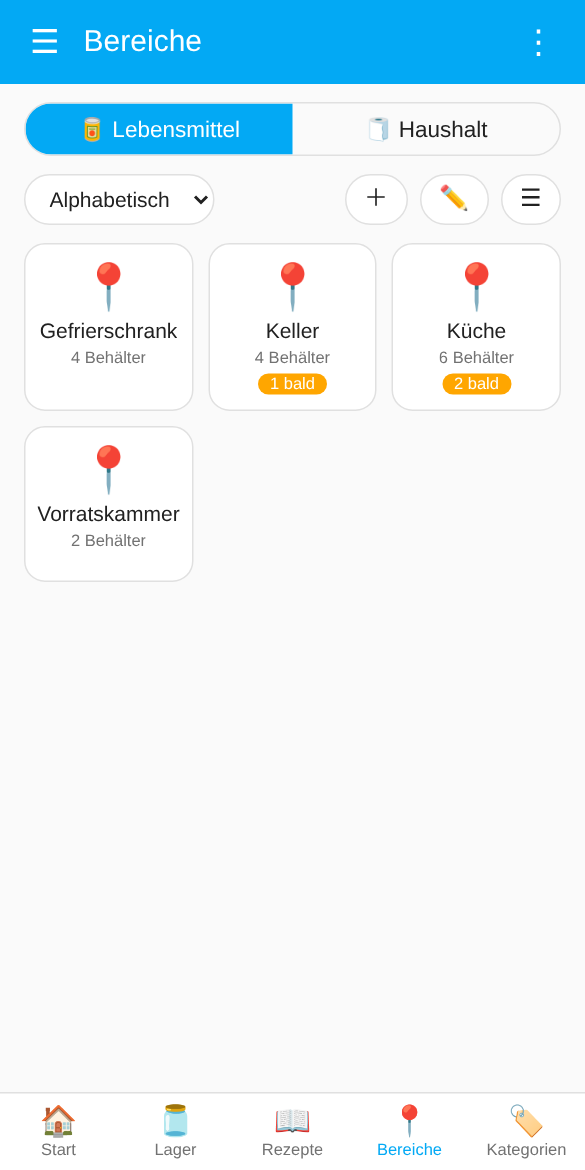 Bereiche
Lebensmittel
Haushalt
Alphabetisch
Gefrierschrank
4 Behälter
Keller
4 Behälter
1 bald
Küche
6 Behälter
2 bald
Vorratskammer
2 Behälter
Start
Lager
Rezepte
Bereiche
Kategorien